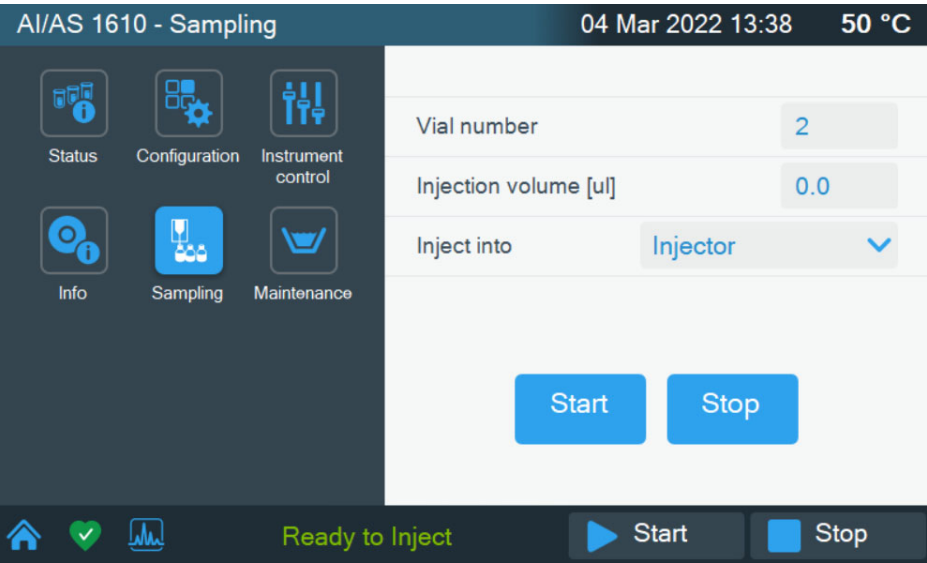 AI/AS 1610 - Sampling
04 Mar 2022 13:38
50 °C
Status
Configuration
Instrument
control
Info
Sampling
Maintenance
Vial number
2
Injection volume [ul]
0.0
Inject into
Injector
Start
Stop
Ready to Inject
Start
Stop